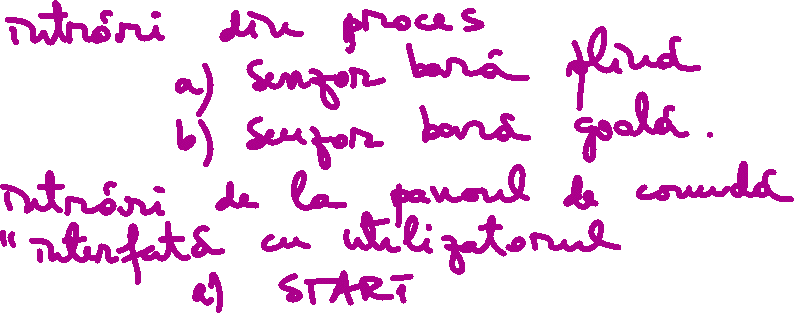 intrări din proces
a) Senzor bară plină
b) Senzor bară goală.
intrări de la panoul de comandă
"interfață cu utilizatorul
a) START